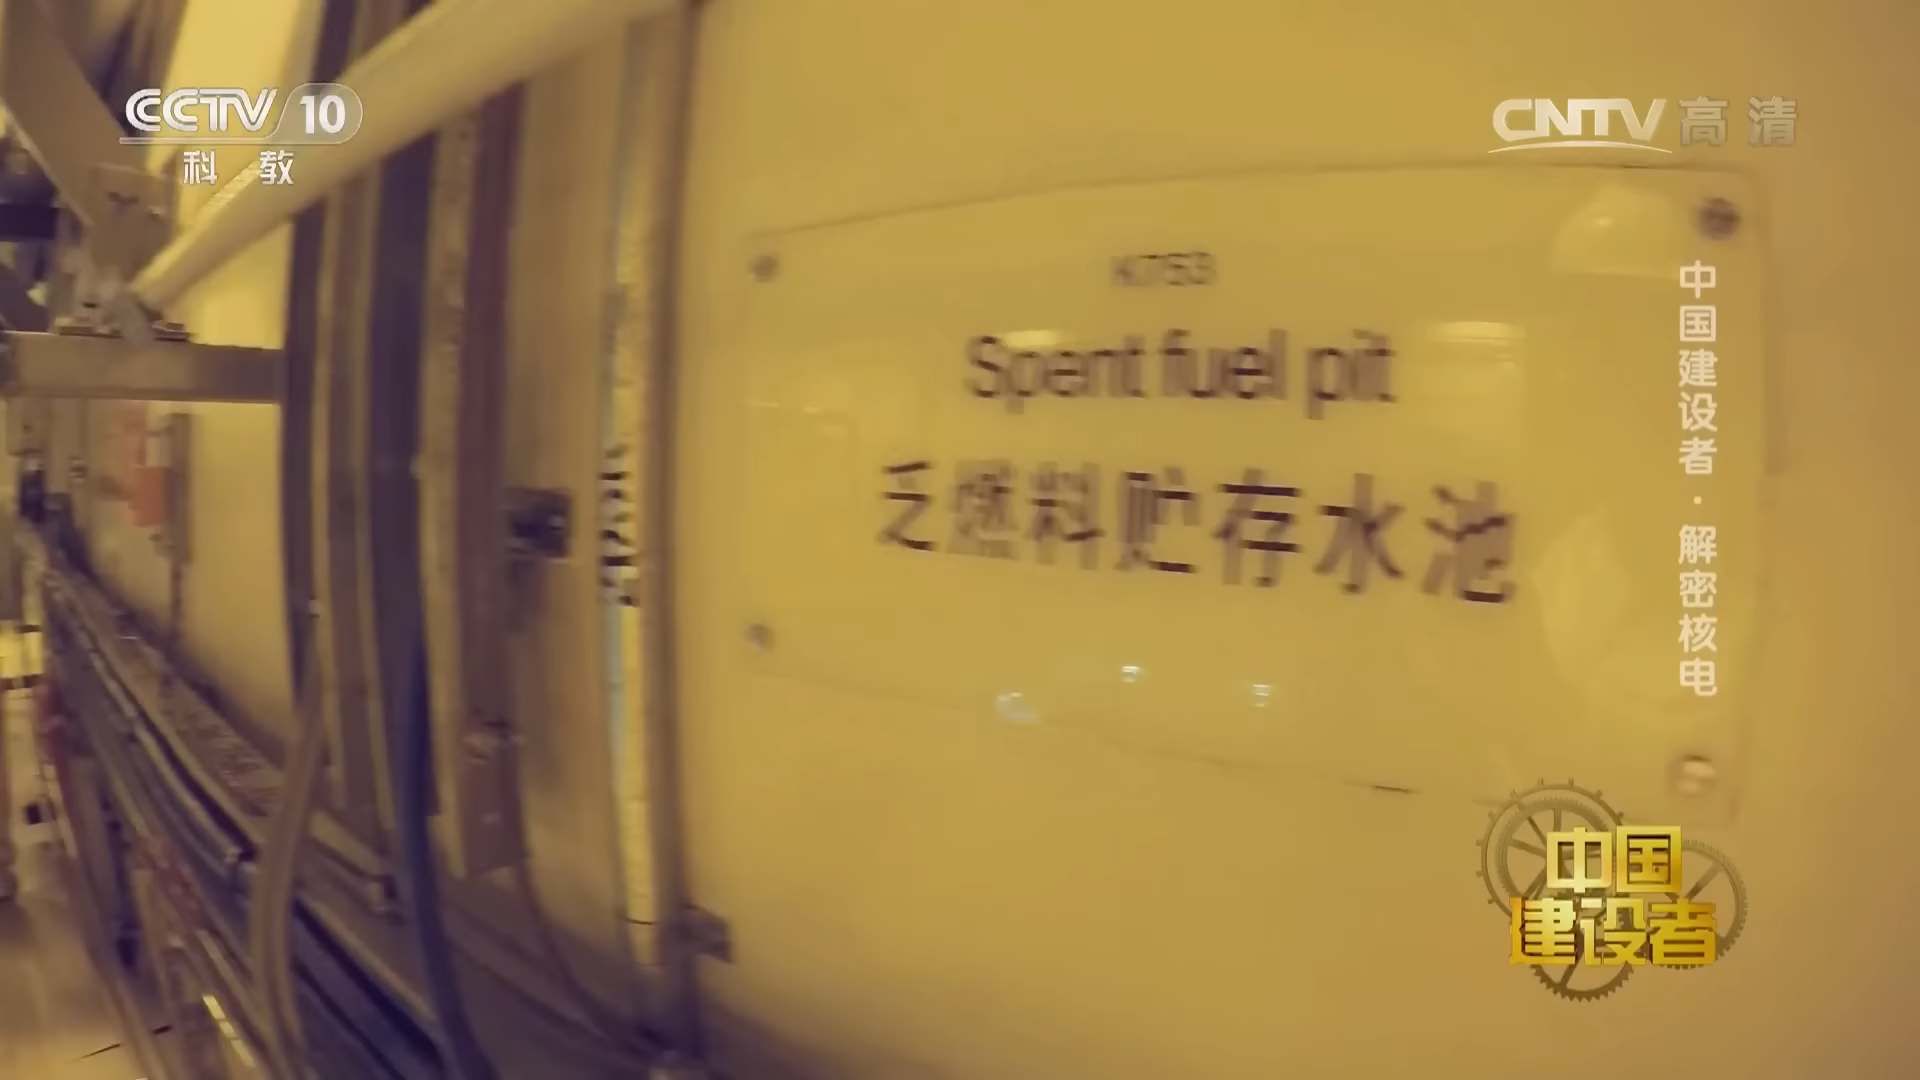 CCTV 10
科 教
CNTV 高清
K753
Spent fuel pit
乏燃料贮存水池
中国建设者·解密核电
中国
建设者